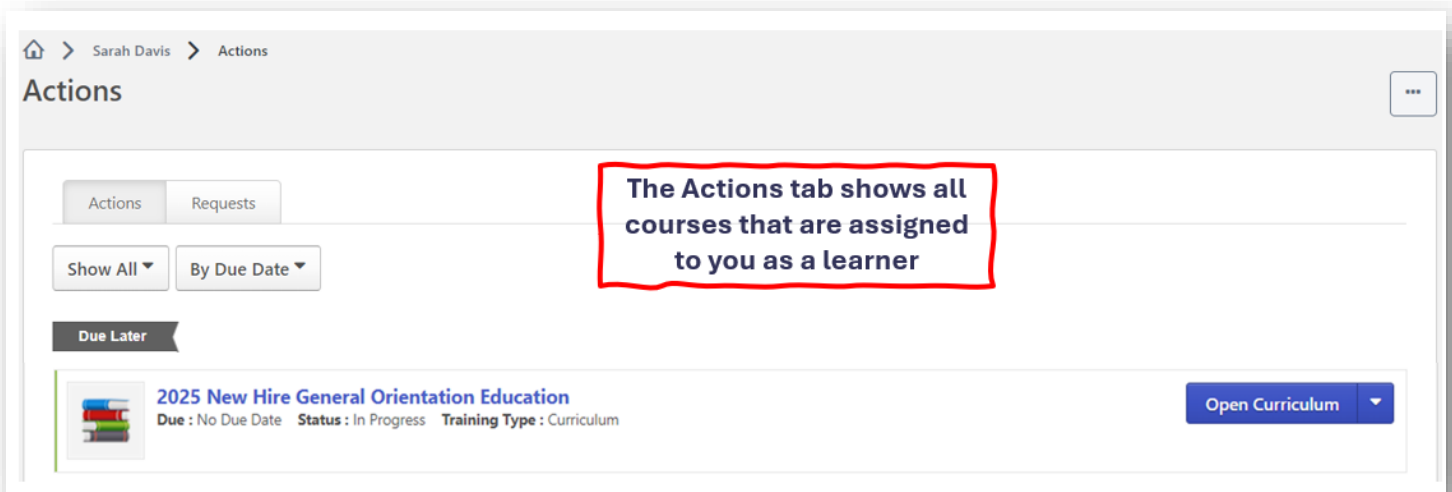 Sarah Davis Actions
Actions
Actions Requests
The Actions tab shows all
courses that are assigned
to you as a learner
Show All By Due Date
Due Later
2025 New Hire General Orientation Education
Due : No Due Date Status : In Progress Training Type : Curriculum
Open Curriculum